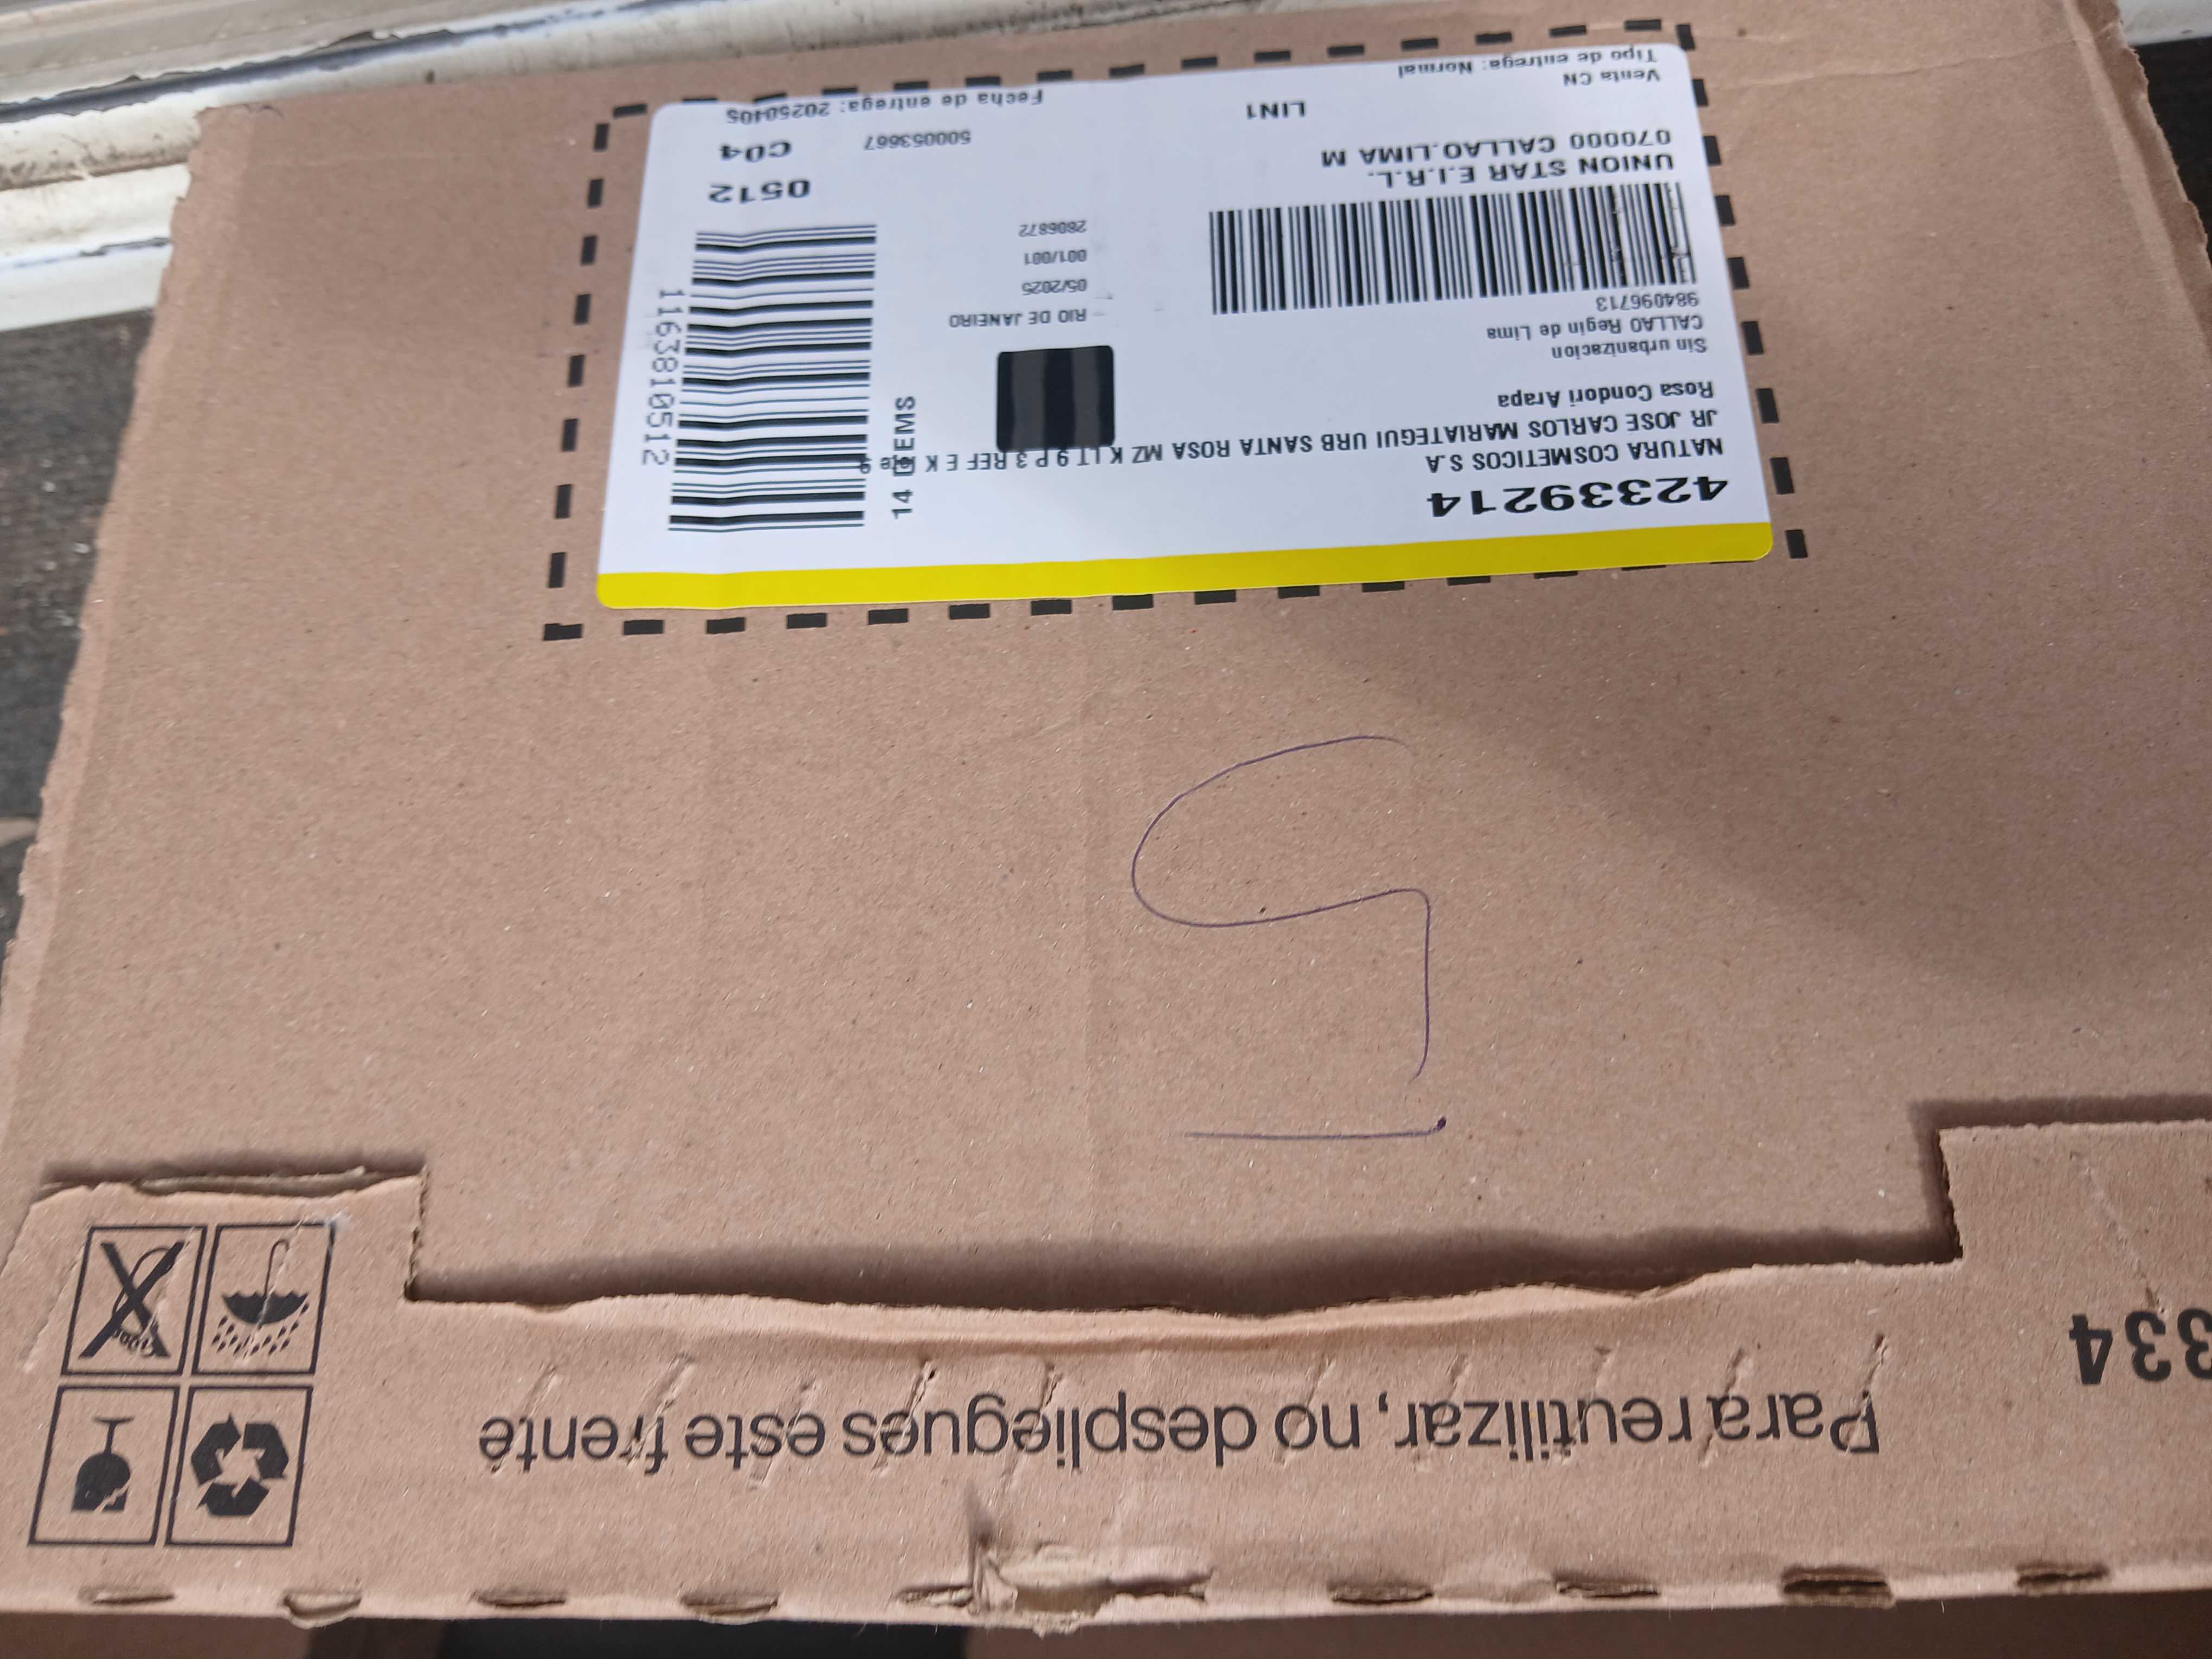 42339214
NATURA COSMETICOS S.A
JR JOSE CARLOS MARIATEGUI URB SANTA ROSA MZ K LT 9 P 3 REF E K
Rosa Condori Arapa
Sin urbanizacion
CALLAO Regin de Lima
984096713
UNION STAR E.I.R.L.
070000 CALLAO.LIMA M
LIN1
Venta CN
Tipo de entrega: Normal
14 ITEMS
RIO DE JANEIRO
05/2025
001/001
2606872
1163810512
0512
C04
500053667
Fecha de entrega: 20250405
5
Para reutilizar, no despliegues este frente
334